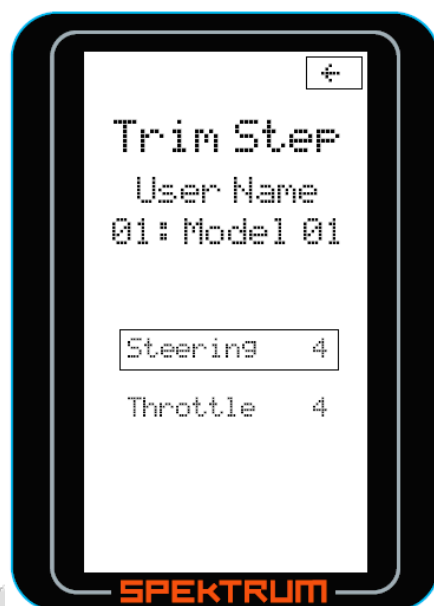 ←
Trim Step
User Name
01: Model 01
Steering 4
Throttle 4
SPEKTRUM